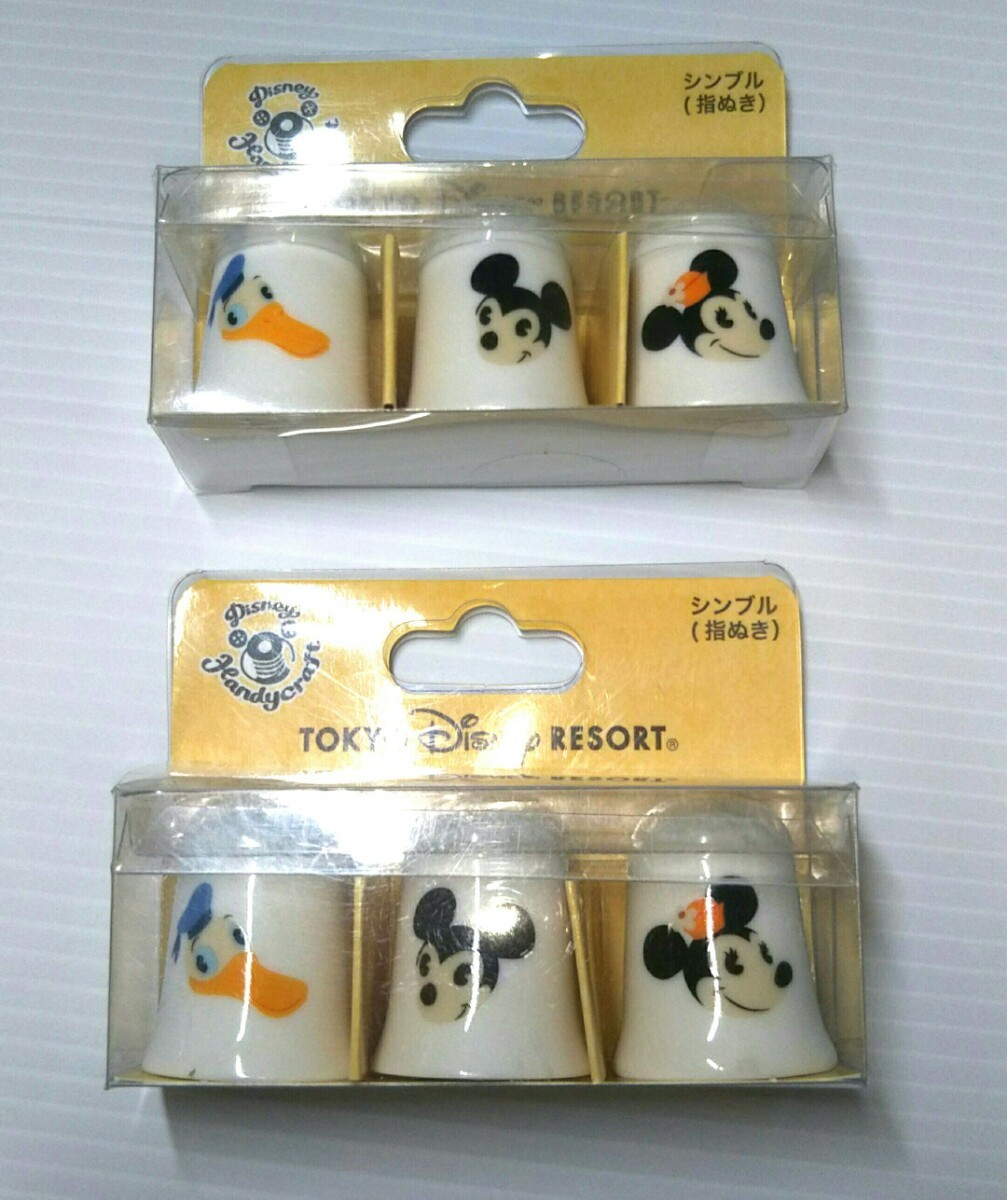 Disney
シンブル
(指ぬき)
RESORT
Disney
Handycraft
シンブル
(指ぬき)
TOKYO Disney RESORT®